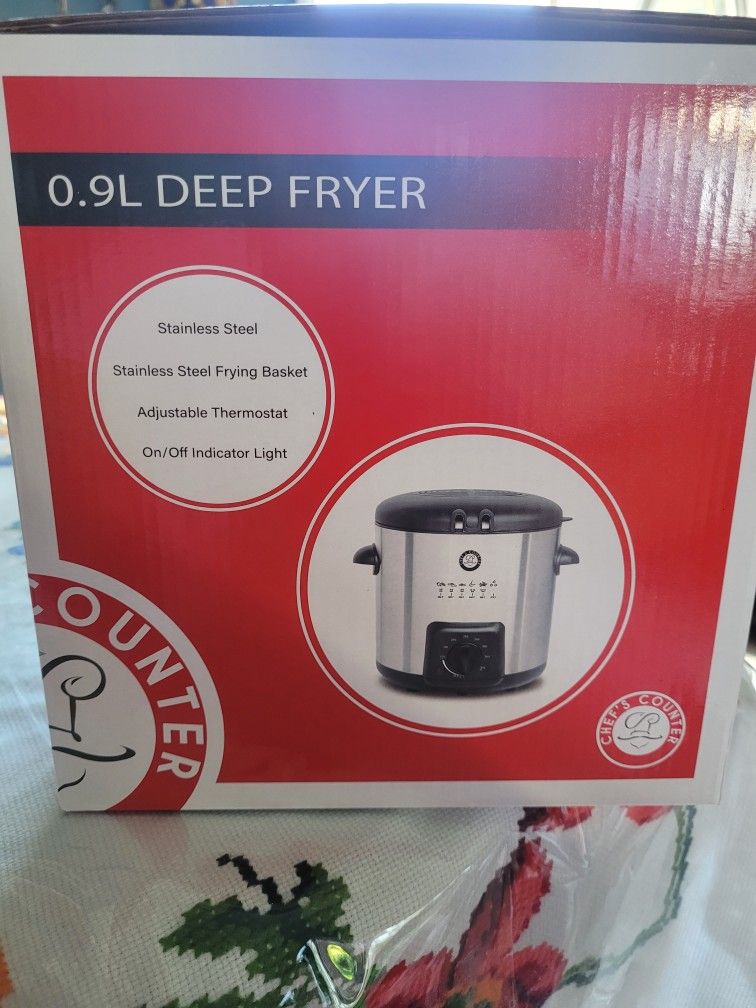 0.9L DEEP FRYER
Stainless Steel
Stainless Steel Frying Basket
Adjustable Thermostat
On/Off Indicator Light
COUNTER
CHEF'S COUNTER